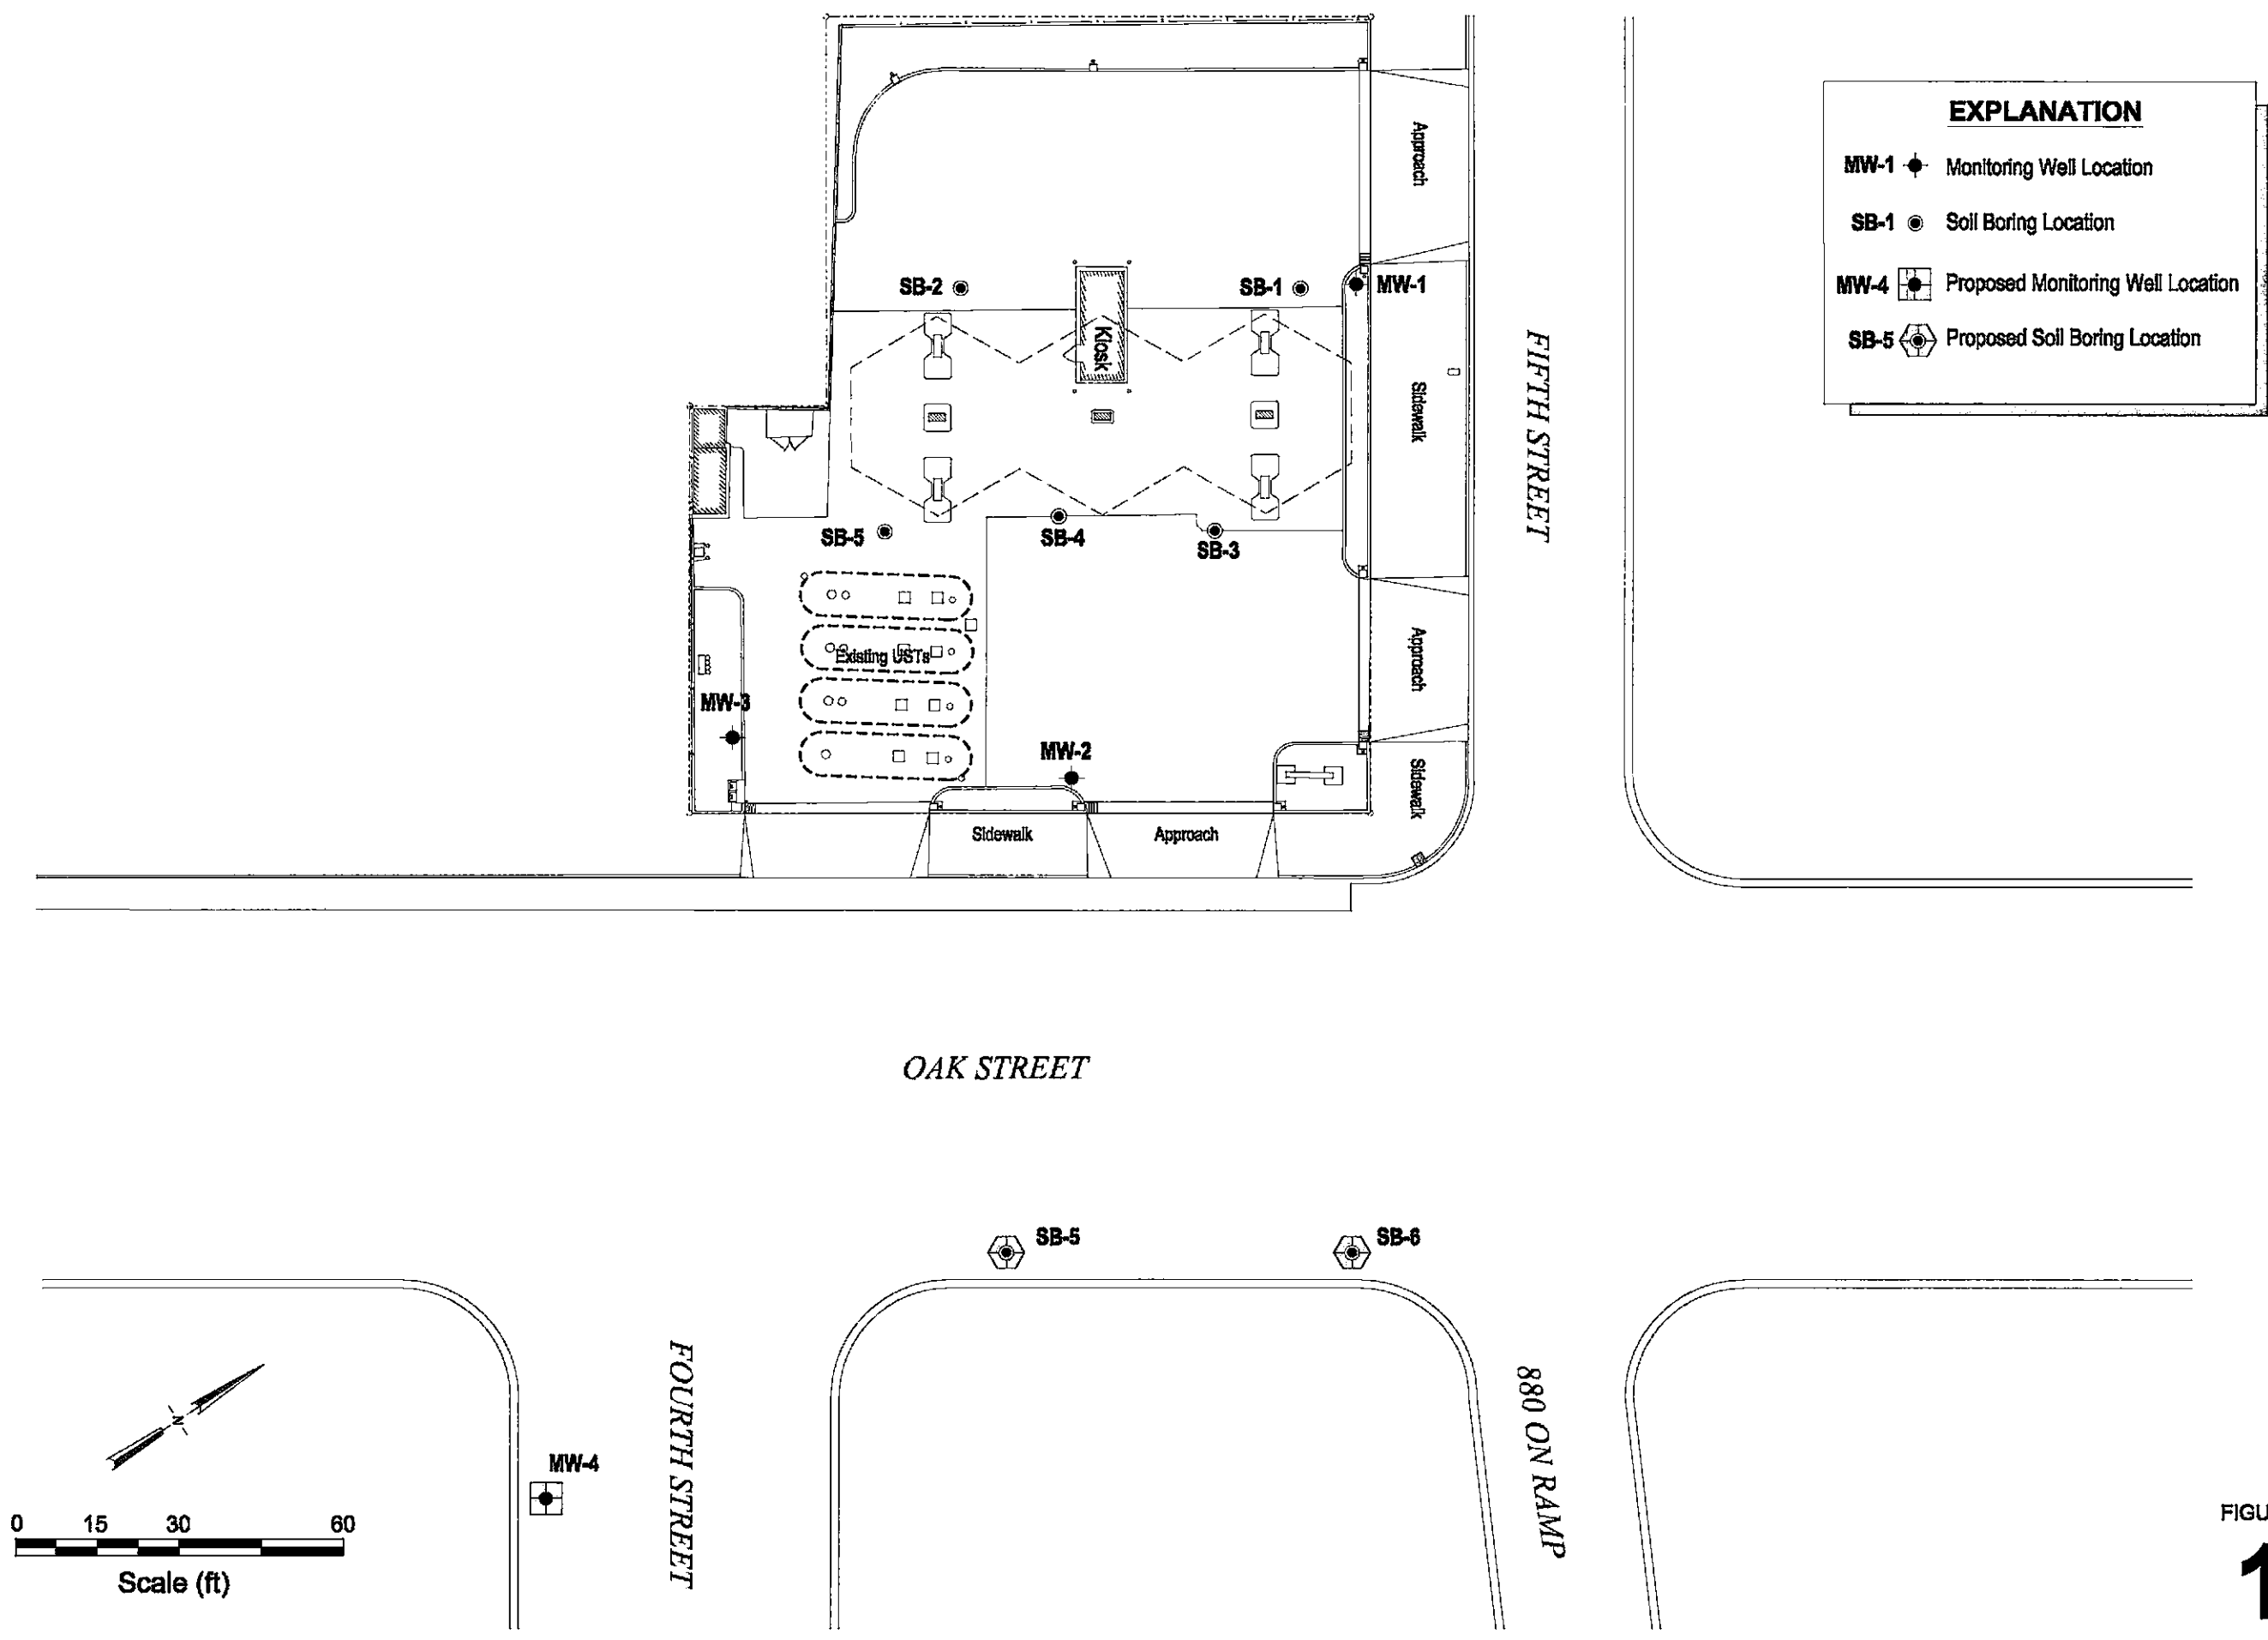 EXPLANATION
MW-1 Monitoring Well Location
SB-1 Soil Boring Location
MW-4 Proposed Monitoring Well Location
SB-5 Proposed Soil Boring Location
Approach
SB-2
SB-1
MW-1
Kiosk
FIFTH STREET
Sidewalk
SB-5
SB-4
SB-3
Existing USTs
Approach
MW-3
MW-2
Sidewalk
Sidewalk
Approach
OAK STREET
SB-5
SB-6
FOURTH STREET
880 ON RAMP
N
MW-4
0 15 30 60
Scale (ft)
FIGU
1